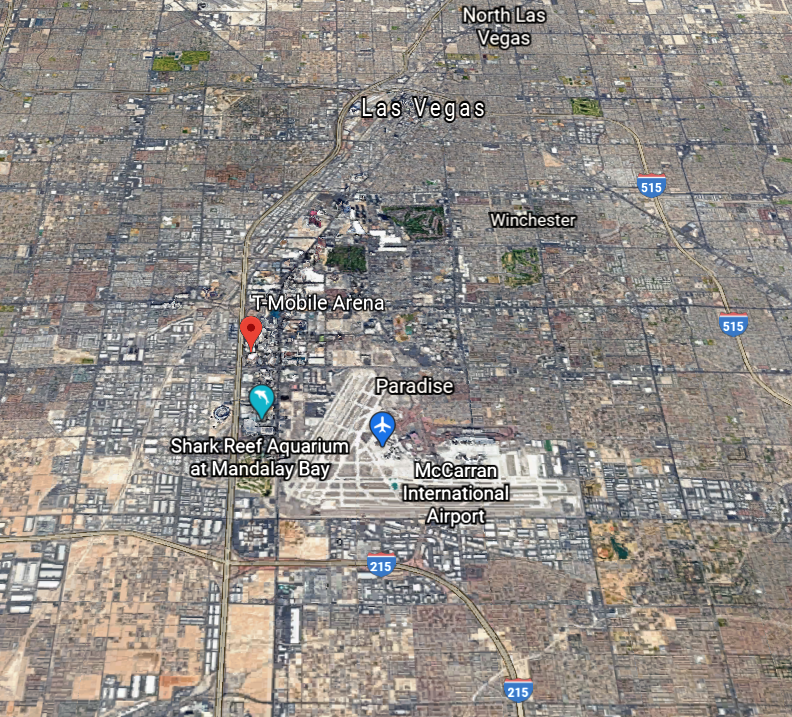 North Las
Vegas
Las Vegas
515
Winchester
T-Mobile Arena
515
Paradise
Shark Reef Aquarium
at Mandalay Bay
McCarran
International
Airport
215
215